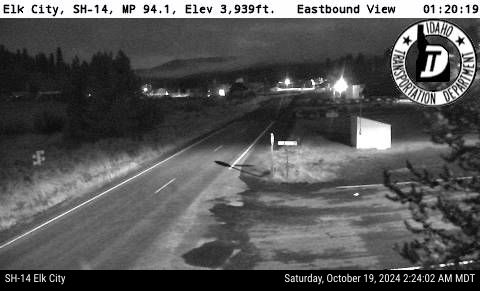 Elk City, SH-14, MP 94.1, Elev 3,939ft. Eastbound View 01:20:19
IDAHO
TRANSPORTATION DEPARTMENT
SH-14 Elk City Saturday, October 19, 2024 2:24:02 AM MDT